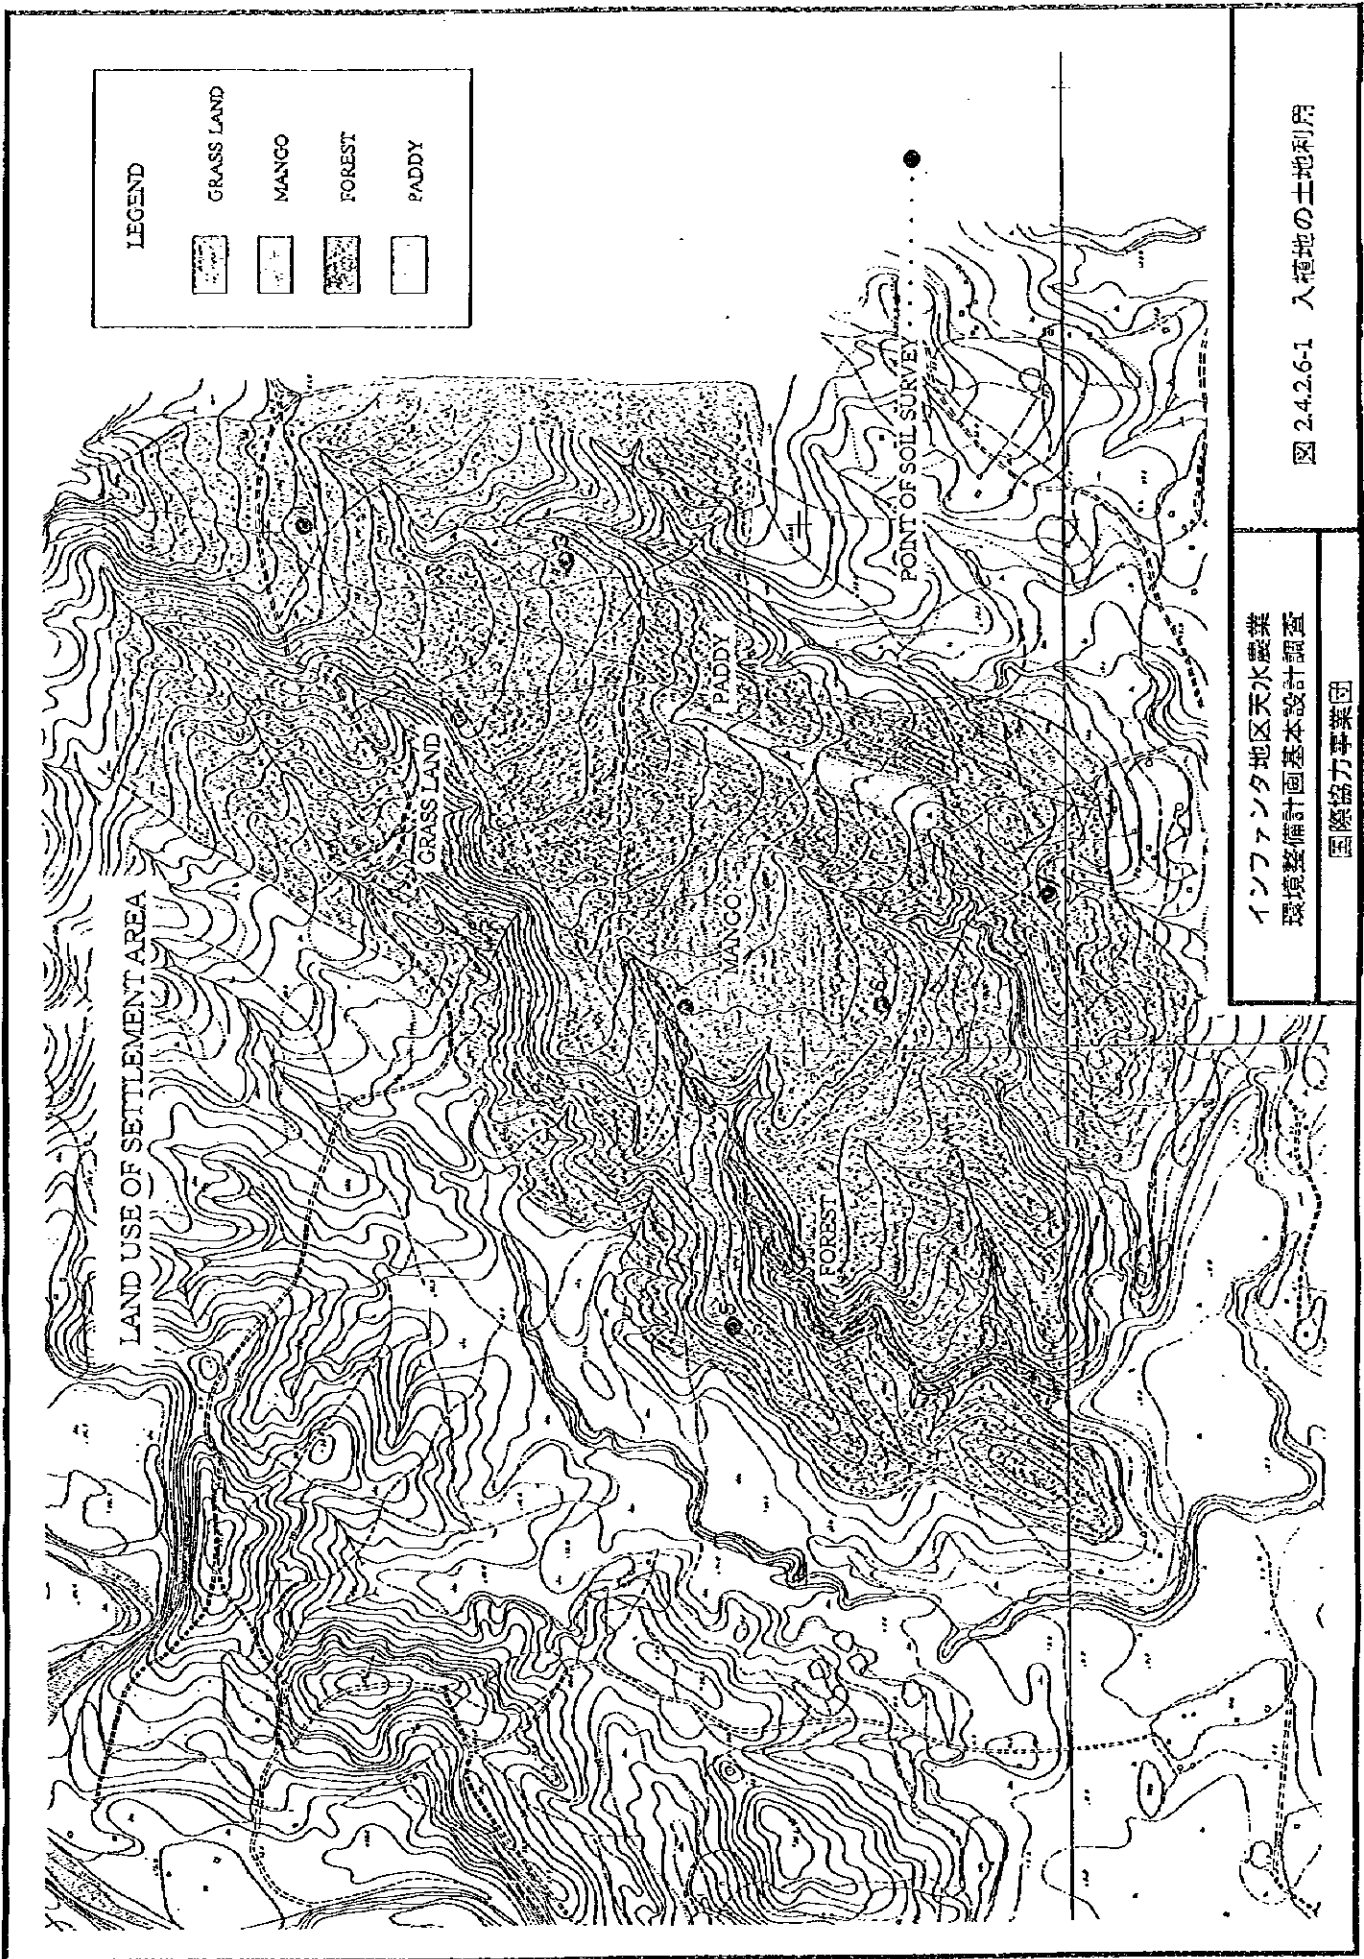 LAND USE OF SETTLEMENT AREA
LEGEND
GRASS LAND
MANGO
FOREST
PADDY
GRASS LAND
PADDY
MANGO
FOREST
POINT OF SOIL SURVEY
インファンタ地区天水農業
環境整備計画基本設計調査
国際協力事業団
図 2.4.2.6-1 入植地の土地利用